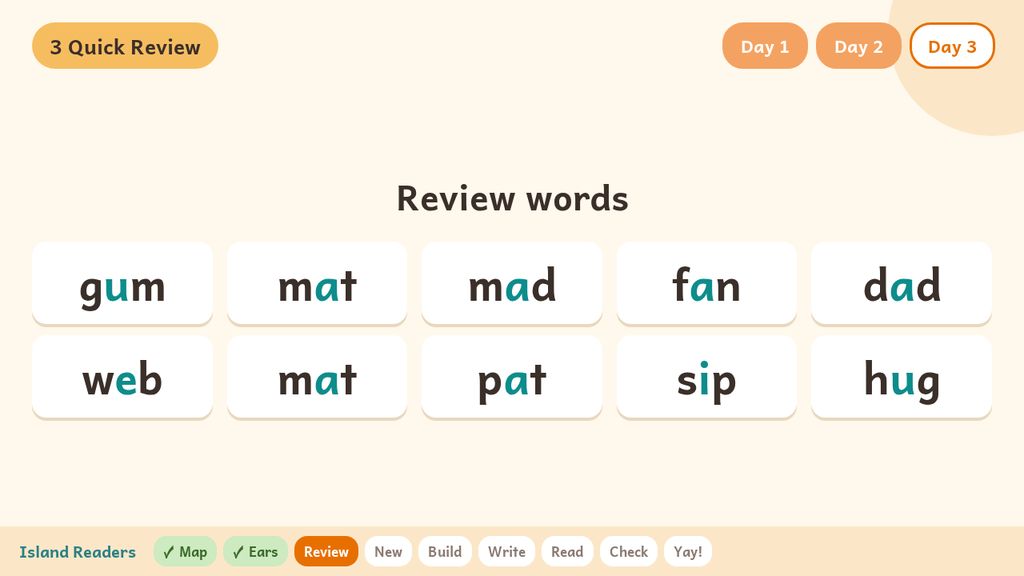 3 Quick Review
Day 1 Day 2 Day 3
Review words
gum mat mad fan dad
web mat pat sip hug
Island Readers ✓ Map ✓ Ears Review New Build Write Read Check Yay!